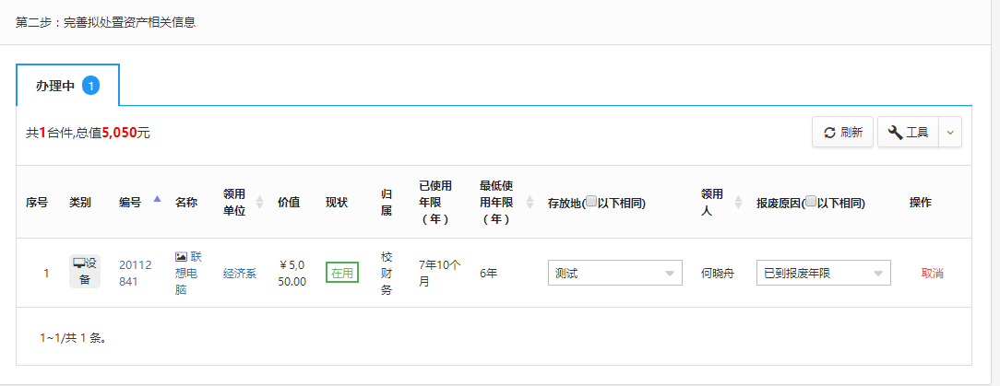 第二步：完善拟处置资产相关信息
办理中 1
共1台件,总值5,050元
刷新 工具
序号 类别 编号 名称 领用单位 价值 现状 归属 已使用年限（年） 最低使用年限（年） 存放地(以下相同) 领用人 报废原因(以下相同) 操作
1 设备 20112841 联想电脑 经济系 ￥5,050.00 在用 校财务 7年10个月 6年 测试 何晓舟 已到报废年限 取消
1~1/共 1 条。